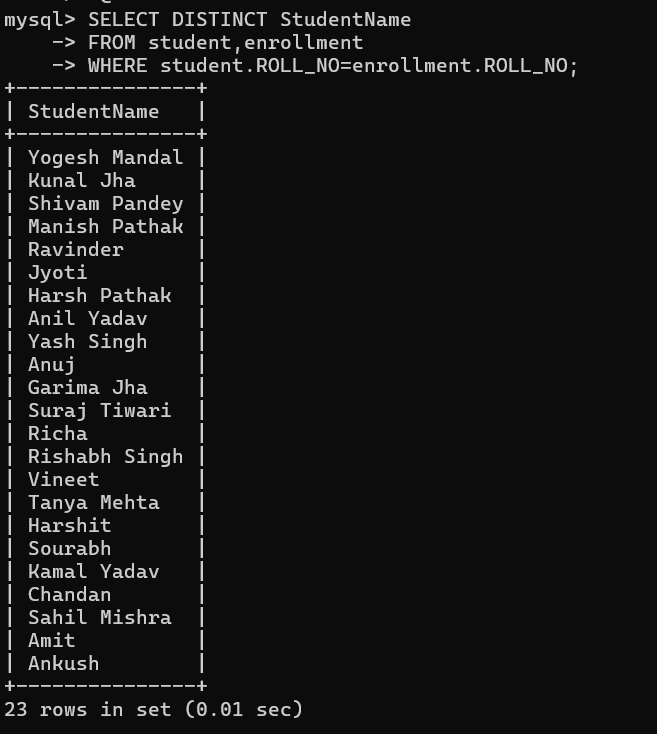 mysql> SELECT DISTINCT StudentName
    -> FROM student,enrollment
    -> WHERE student.ROLL_NO=enrollment.ROLL_NO;
+---------------+
| StudentName   |
+---------------+
| Yogesh Mandal |
| Kunal Jha     |
| Shivam Pandey |
| Manish Pathak |
| Ravinder      |
| Jyoti         |
| Harsh Pathak  |
| Anil Yadav    |
| Yash Singh    |
| Anuj          |
| Garima Jha    |
| Suraj Tiwari  |
| Richa         |
| Rishabh Singh |
| Vineet        |
| Tanya Mehta   |
| Harshit       |
| Sourabh       |
| Kamal Yadav   |
| Chandan       |
| Sahil Mishra  |
| Amit          |
| Ankush        |
+---------------+
23 rows in set (0.01 sec)